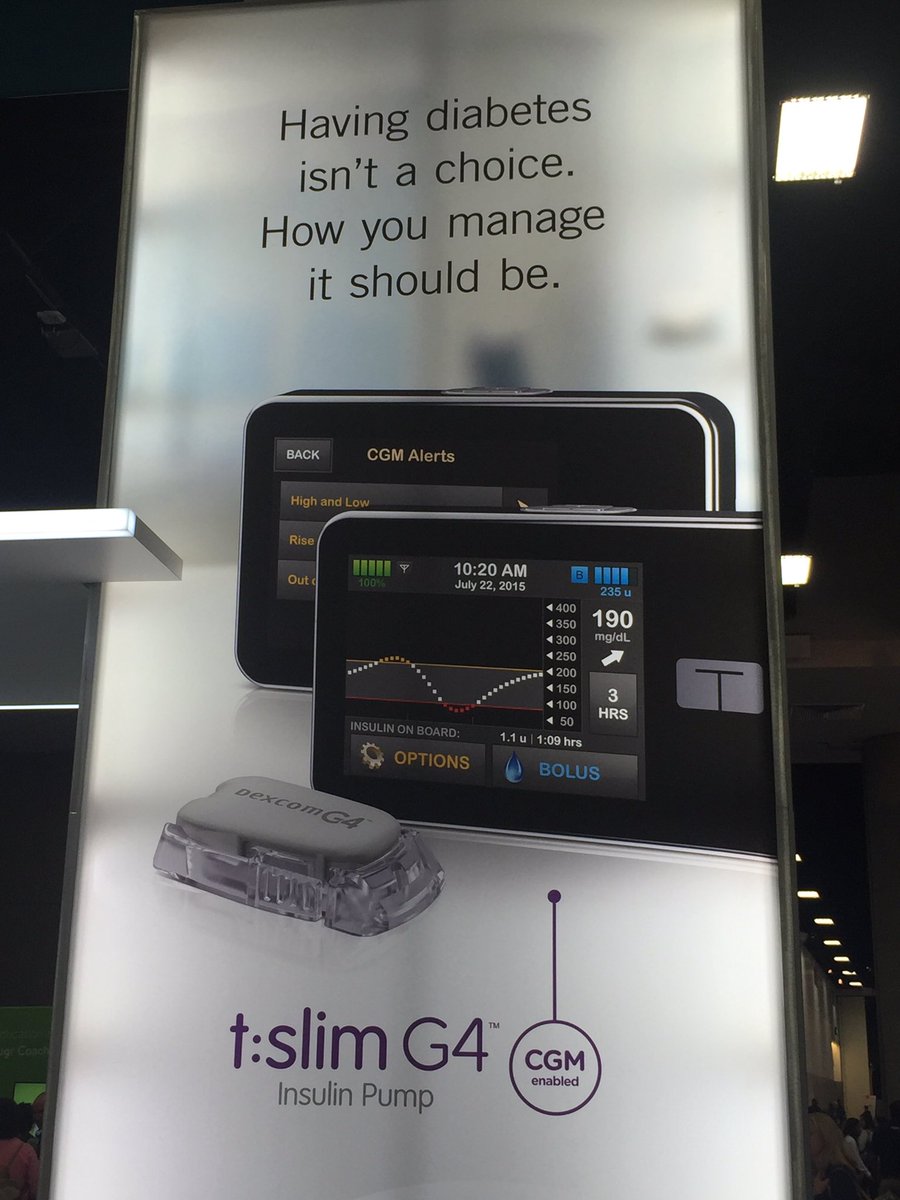 Having diabetes
isn't a choice.
How you manage
it should be.
BACK
CGM Alerts
High and Low
Rise
Out
100%
10:20 AM
July 22, 2015
B
235 u
400
350
300
250
200
150
100
50
190
mg/dL
3
HRS
INSULIN ON BOARD:
1.1 u | 1:09 hrs
OPTIONS
BOLUS
T
DexcomG4™
t:slim G4™
Insulin Pump
CGM
enabled